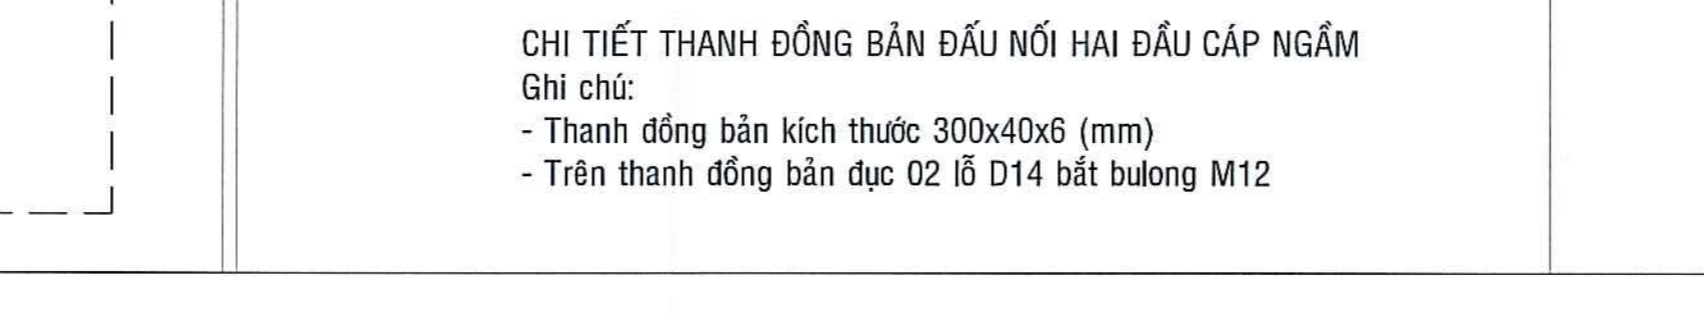 CHI TIẾT THANH ĐỒNG BẢN ĐẤU NỐI HAI ĐẦU CÁP NGẦM
Ghi chú:
- Thanh đồng bản kích thước 300x40x6 (mm)
- Trên thanh đồng bản đục 02 lỗ D14 bắt bulong M12